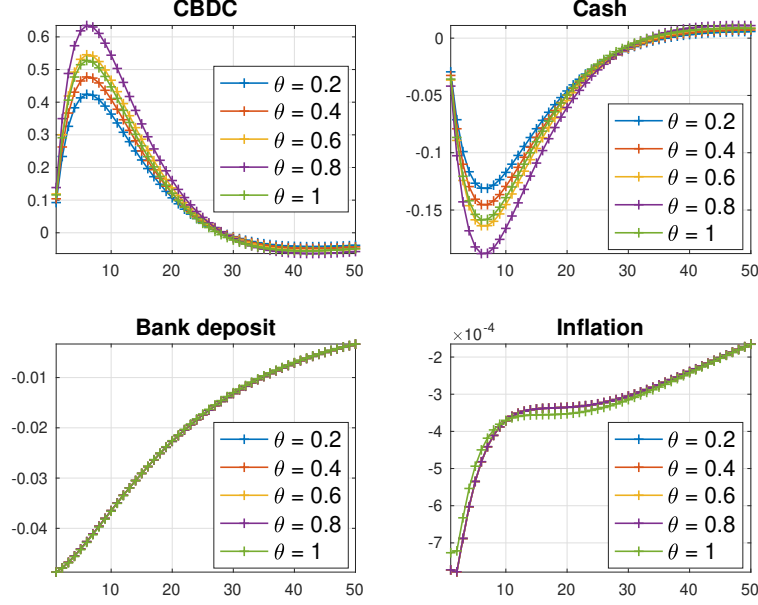 CBDC
0.6
0.5
0.4
0.3
0.2
0.1
0
10 20 30 40 50
θ = 0.2
θ = 0.4
θ = 0.6
θ = 0.8
θ = 1
Cash
0
-0.05
-0.1
-0.15
10 20 30 40 50
θ = 0.2
θ = 0.4
θ = 0.6
θ = 0.8
θ = 1
Bank deposit
-0.01
-0.02
-0.03
-0.04
10 20 30 40 50
θ = 0.2
θ = 0.4
θ = 0.6
θ = 0.8
θ = 1
Inflation
×10⁻⁴
-2
-3
-4
-5
-6
-7
10 20 30 40 50
θ = 0.2
θ = 0.4
θ = 0.6
θ = 0.8
θ = 1